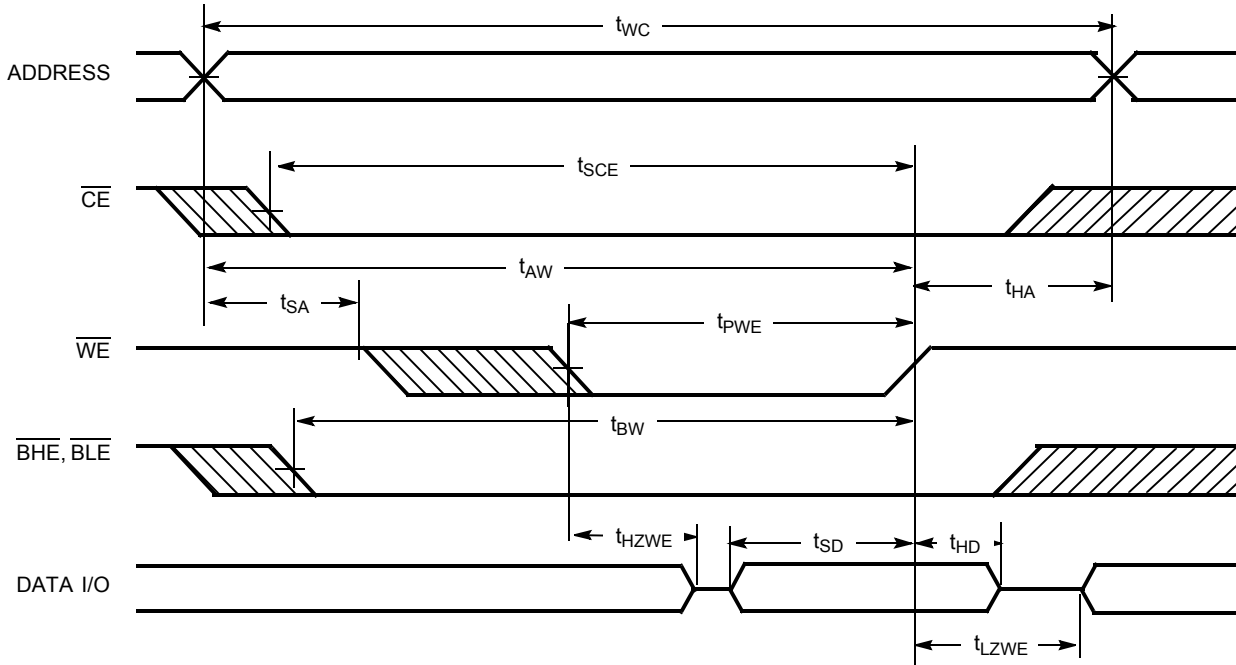 tWC
ADDRESS
tSCE
CE
tAW
tSA
tHA
tPWE
WE
tBW
BHE, BLE
tHZWE
tSD
tHD
DATA I/O
tLZWE